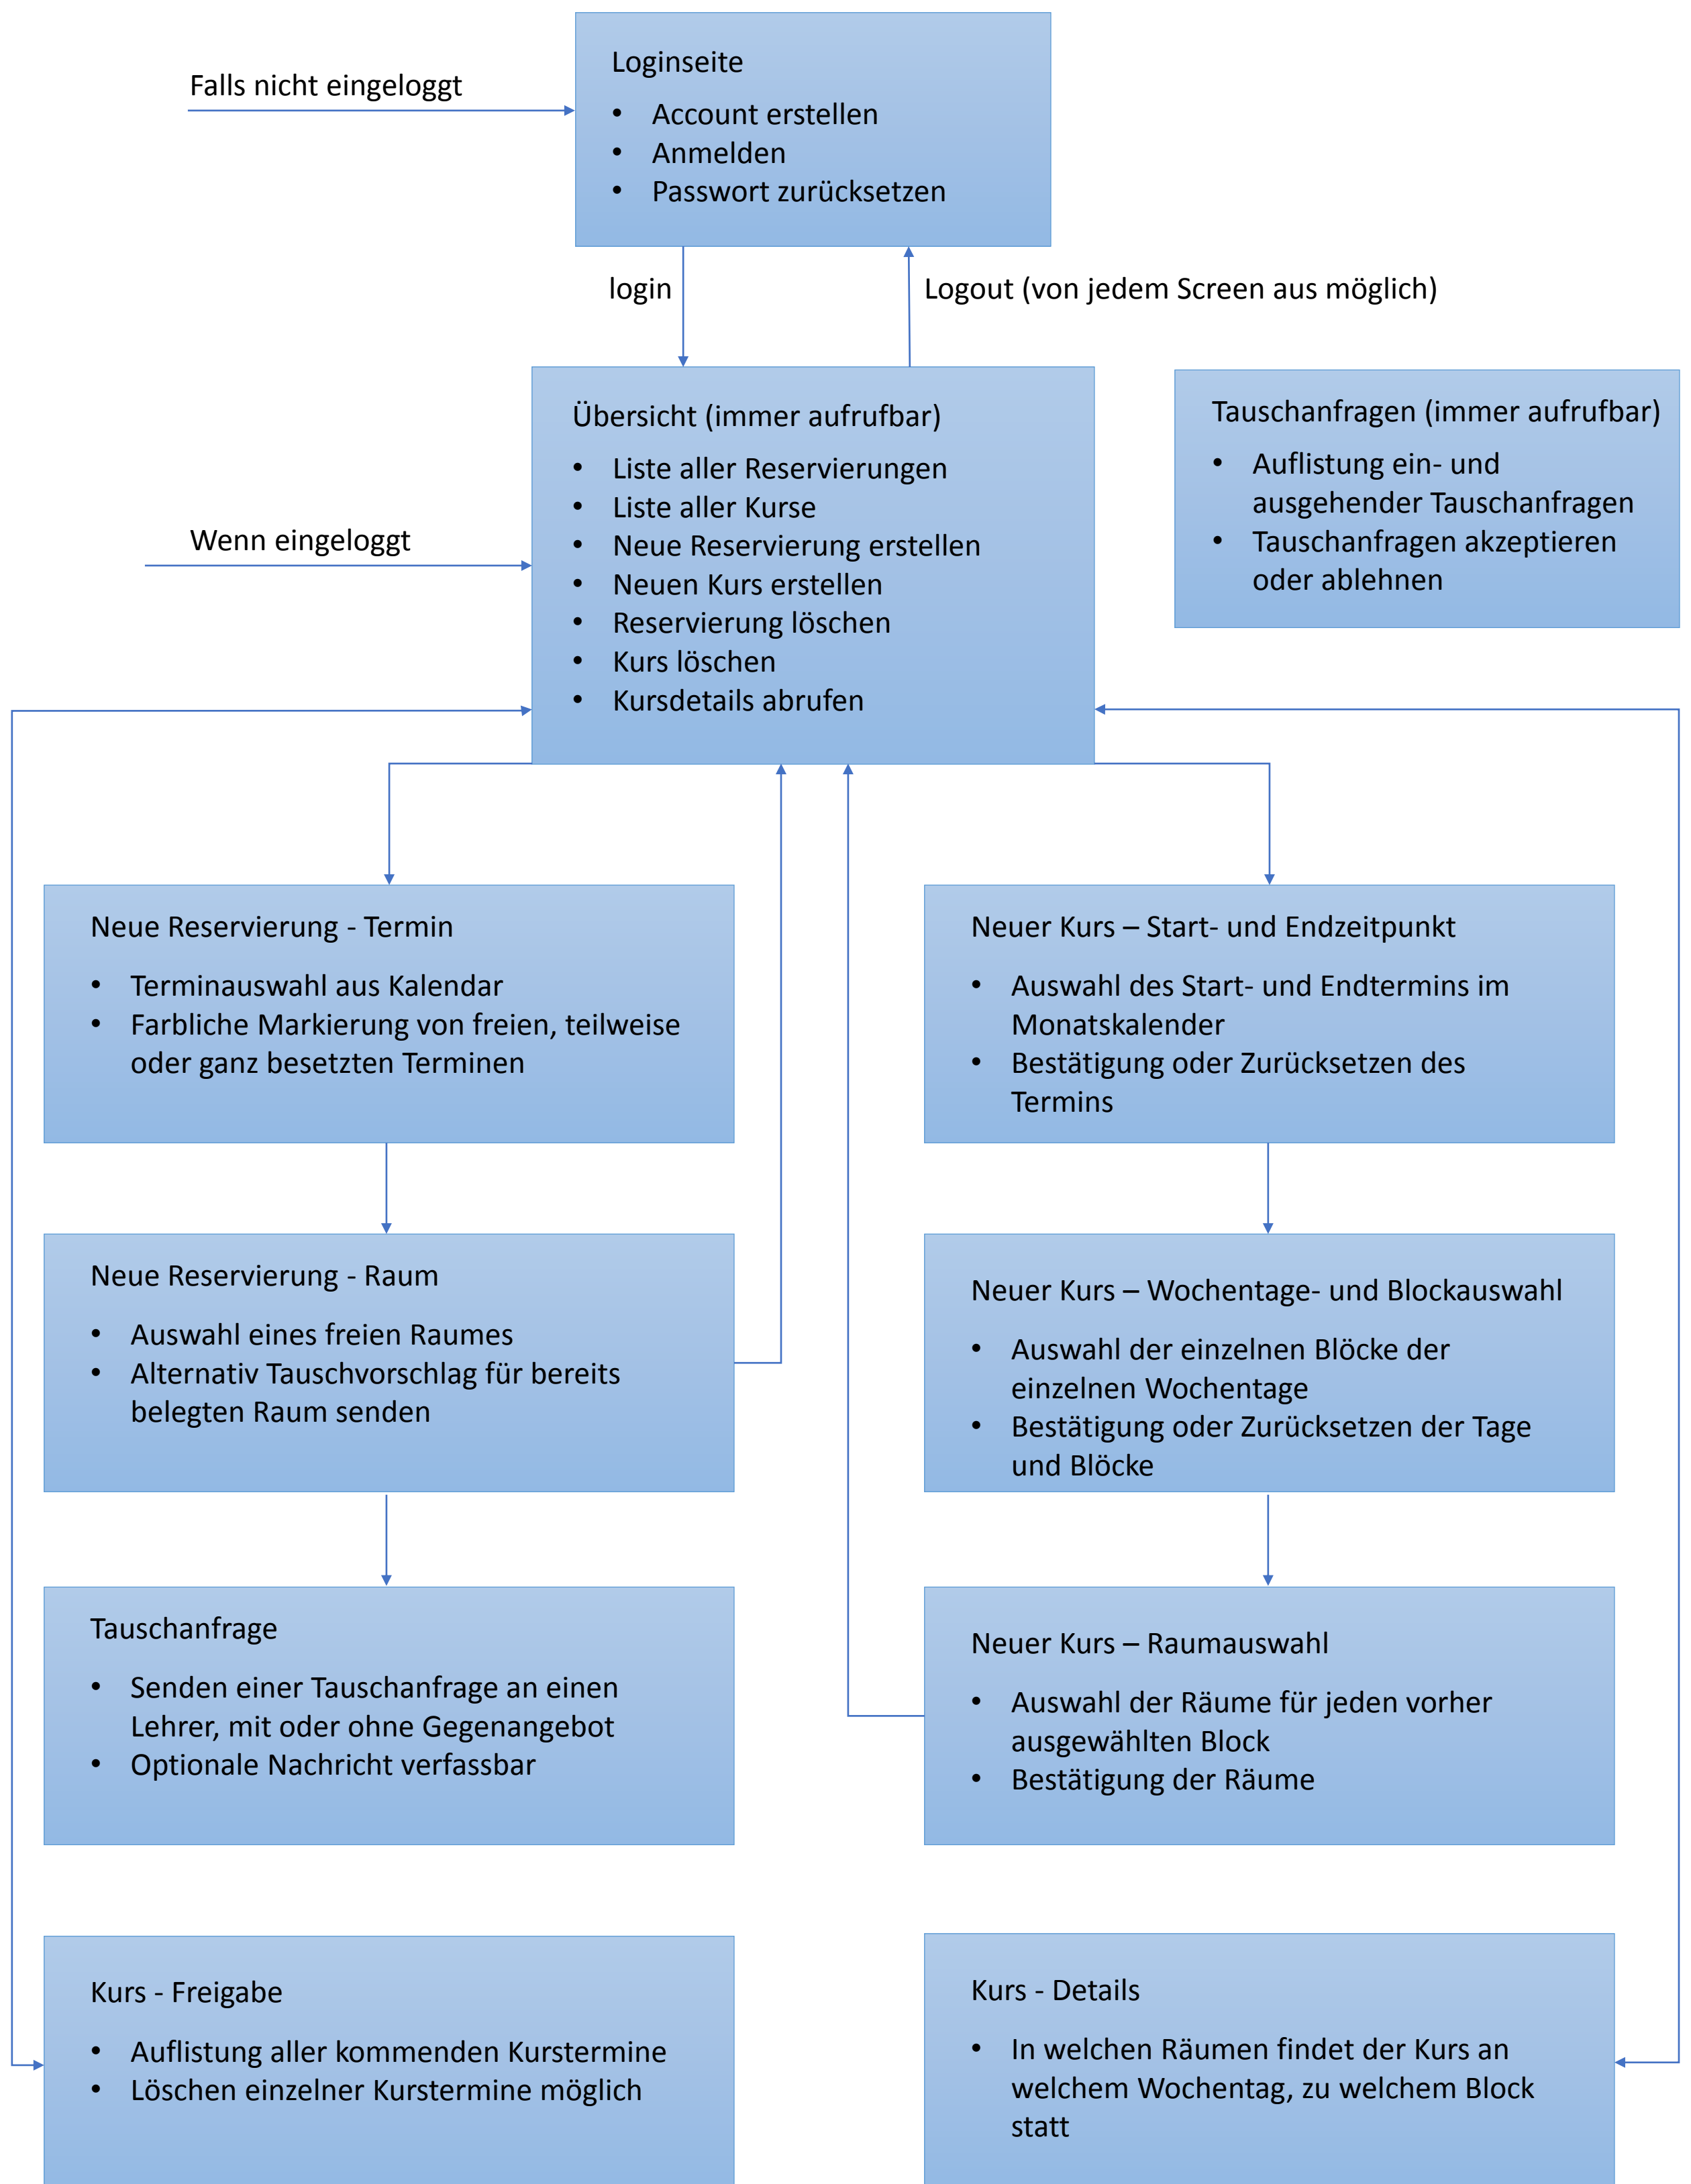 Falls nicht eingeloggt
Loginseite
• Account erstellen
• Anmelden
• Passwort zurücksetzen
login
Logout (von jedem Screen aus möglich)
Übersicht (immer aufrufbar)
• Liste aller Reservierungen
• Liste aller Kurse
• Neue Reservierung erstellen
• Neuen Kurs erstellen
• Reservierung löschen
• Kurs löschen
• Kursdetails abrufen
Tauschanfragen (immer aufrufbar)
• Auflistung ein- und
ausgehender Tauschanfragen
• Tauschanfragen akzeptieren
oder ablehnen
Wenn eingeloggt
Neue Reservierung - Termin
• Terminauswahl aus Kalendar
• Farbliche Markierung von freien, teilweise
oder ganz besetzten Terminen
Neuer Kurs – Start- und Endzeitpunkt
• Auswahl des Start- und Endtermins im
Monatskalender
• Bestätigung oder Zurücksetzen des
Termins
Neue Reservierung - Raum
• Auswahl eines freien Raumes
• Alternativ Tauschvorschlag für bereits
belegten Raum senden
Neuer Kurs – Wochentage- und Blockauswahl
• Auswahl der einzelnen Blöcke der
einzelnen Wochentage
• Bestätigung oder Zurücksetzen der Tage
und Blöcke
Tauschanfrage
• Senden einer Tauschanfrage an einen
Lehrer, mit oder ohne Gegenangebot
• Optionale Nachricht verfassbar
Neuer Kurs – Raumauswahl
• Auswahl der Räume für jeden vorher
ausgewählten Block
• Bestätigung der Räume
Kurs - Freigabe
• Auflistung aller kommenden Kurstermine
• Löschen einzelner Kurstermine möglich
Kurs - Details
• In welchen Räumen findet der Kurs an
welchem Wochentag, zu welchem Block
statt